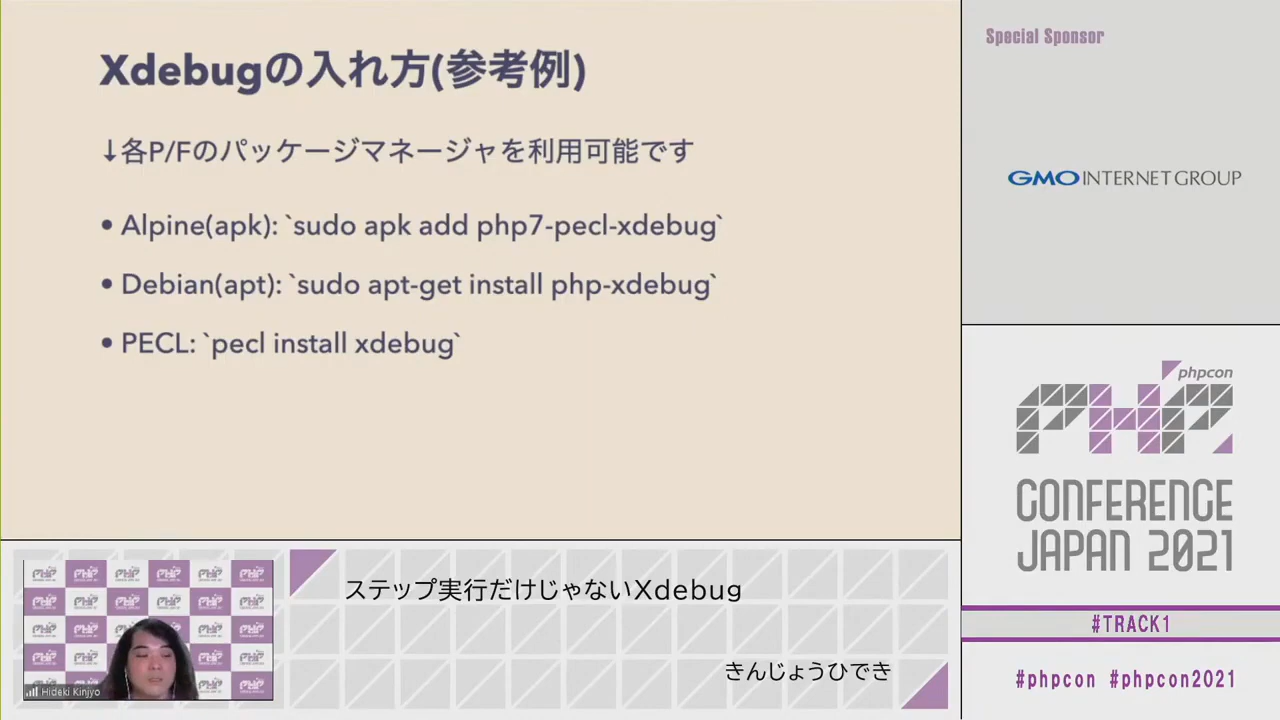 Xdebugの入れ方(参考例)
↓各P/Fのパッケージマネージャを利用可能です
• Alpine(apk): `sudo apk add php7-pecl-xdebug`
• Debian(apt): `sudo apt-get install php-xdebug`
• PECL: `pecl install xdebug`
Special Sponsor
GMO INTERNET GROUP
phpcon
PHP
CONFERENCE
JAPAN 2021
#TRACK1
#phpcon #phpcon2021
ステップ実行だけじゃないXdebug
きんじょうひでき
Hideki Kinjyo